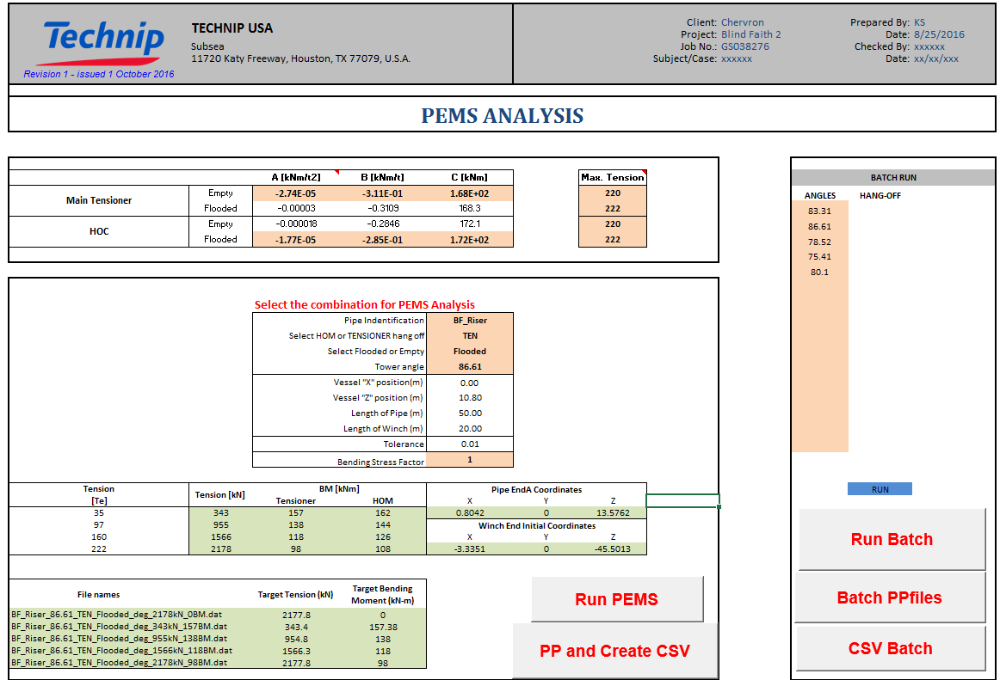 Technip
Revision 1 - issued 1 October 2016
TECHNIP USA
Subsea
11720 Katy Freeway, Houston, TX 77079, U.S.A.
Client: Chervron
Project: Blind Faith 2
Job No.: GS038276
Subject/Case: xxxxxx
Prepared By: KS
Date: 8/25/2016
Checked By: xxxxxx
Date: xx/xx/xxx
PEMS ANALYSIS
A [kNm/t2] B [kNm/t] C [kNm] Max. Tension
Main Tensioner
Empty -2.74E-05 -3.11E-01 1.68E+02 220
Flooded -0.00003 -0.3109 168.3 222
HOC
Empty -0.000018 -0.2846 172.1 220
Flooded -1.77E-05 -2.85E-01 1.72E+02 222
Select the combination for PEMS Analysis
Pipe Indentification BF_Riser
Select HOM or TENSIONER hang off TEN
Select Flooded or Empty Flooded
Tower angle 86.61
Vessel "X" position(m) 0.00
Vessel "Z" position (m) 10.80
Length of Pipe (m) 50.00
Length of Winch (m) 20.00
Tolerance 0.01
Bending Stress Factor 1
Tension [Te] Tension [kN] BM [kNm] Tensioner HOM
35 343 157 162
97 955 138 144
160 1566 118 126
222 2178 98 108
Pipe EndA Coordinates
X Y Z
0.8042 0 13.5762
Winch End Initial Coordinates
X Y Z
-3.3351 0 -45.5013
File names Target Tension (kN) Target Bending Moment (kN-m)
BF_Riser_86.61_TEN_Flooded_deg_2178kN_0BM.dat 2177.8 0
BF_Riser_86.61_TEN_Flooded_deg_343kN_157BM.dat 343.4 157.38
BF_Riser_86.61_TEN_Flooded_deg_955kN_138BM.dat 954.8 138
BF_Riser_86.61_TEN_Flooded_deg_1566kN_118BM.dat 1566.3 118
BF_Riser_86.61_TEN_Flooded_deg_2178kN_98BM.dat 2177.8 98
Run PEMS
PP and Create CSV
BATCH RUN
ANGLES HANG-OFF
83.31
86.61
78.52
75.41
80.1
RUN
Run Batch
Batch PPfiles
CSV Batch